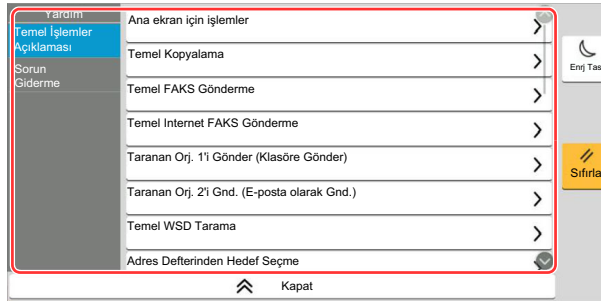 Yardım
Temel İşlemler
Açıklaması
Sorun
Giderme
Ana ekran için işlemler
Temel Kopyalama
Temel FAKS Gönderme
Temel Internet FAKS Gönderme
Taranan Orj. 1'i Gönder (Klasöre Gönder)
Taranan Orj. 2'i Gnd. (E-posta olarak Gnd.)
Temel WSD Tarama
Adres Defterinden Hedef Seçme
Kapat
Enrj Tas
Sıfırla